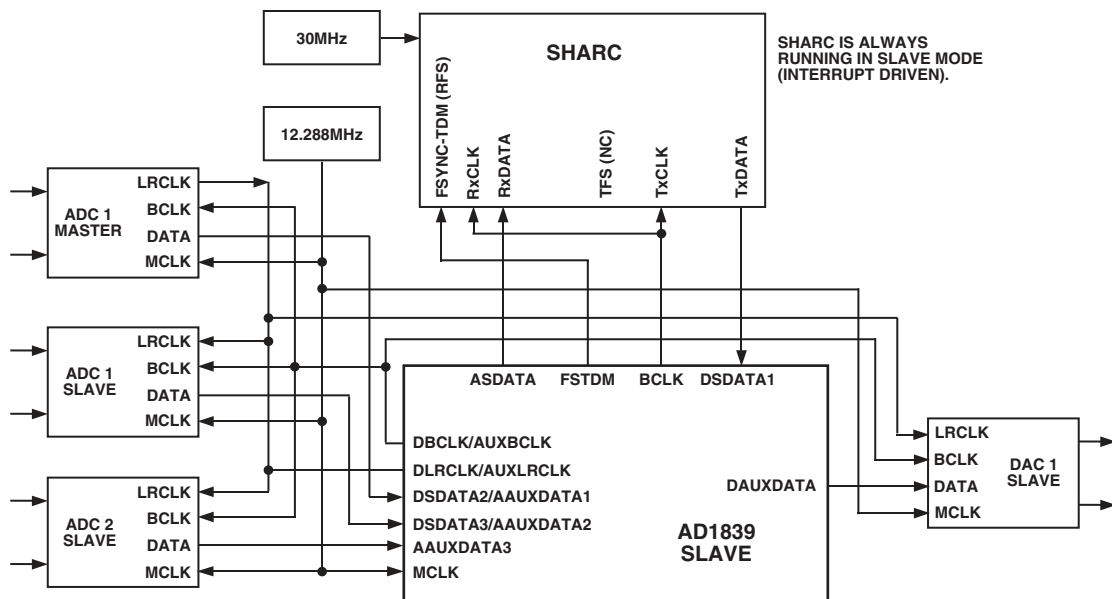 30MHz
SHARC
SHARC IS ALWAYS
RUNNING IN SLAVE MODE
(INTERRUPT DRIVEN).
12.288MHz
FSYNC-TDM (RFS)
RxCLK
RxDATA
TFS (NC)
TxCLK
TxDATA
ADC 1
MASTER
LRCLK
BCLK
DATA
MCLK
ADC 1
SLAVE
LRCLK
BCLK
DATA
MCLK
ADC 2
SLAVE
LRCLK
BCLK
DATA
MCLK
ASDATA
FSTDM
BCLK
DSDATA1
DBCLK/AUXBCLK
DLRCLK/AUXLRCLK
DSDATA2/AAUXDATA1
DSDATA3/AAUXDATA2
AAUXDATA3
MCLK
DAUXDATA
AD1839
SLAVE
LRCLK
BCLK
DATA
MCLK
DAC 1
SLAVE